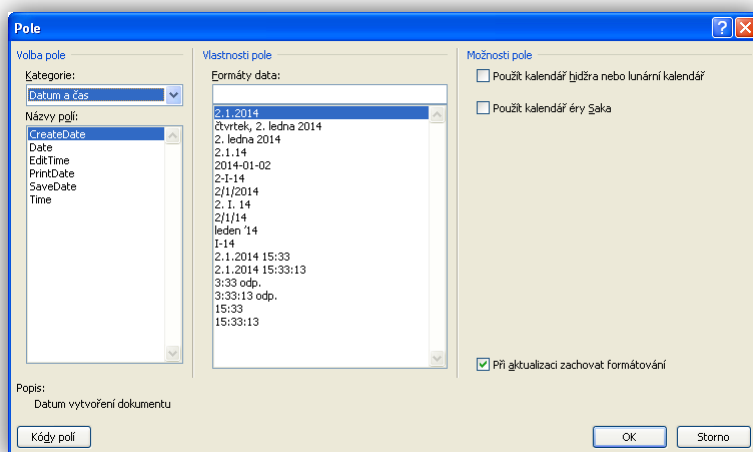 Pole
Volba pole
Kategorie:
Datum a čas
Názvy polí:
CreateDate
Date
EditTime
PrintDate
SaveDate
Time
Vlastnosti pole
Formáty data:
2.1.2014
čtvrtek, 2. ledna 2014
2. ledna 2014
2.1.14
2014-01-02
2-I-14
2/1/2014
2. I. 14
2/1/14
leden '14
I-14
2.1.2014 15:33
2.1.2014 15:33:13
3:33 odp.
3:33:13 odp.
15:33
15:33:13
Možnosti pole
Použít kalendář hidžra nebo lunární kalendář
Použít kalendář éry Saka
Při aktualizaci zachovat formátování
Popis:
Datum vytvoření dokumentu
Kódy polí
OK
Storno